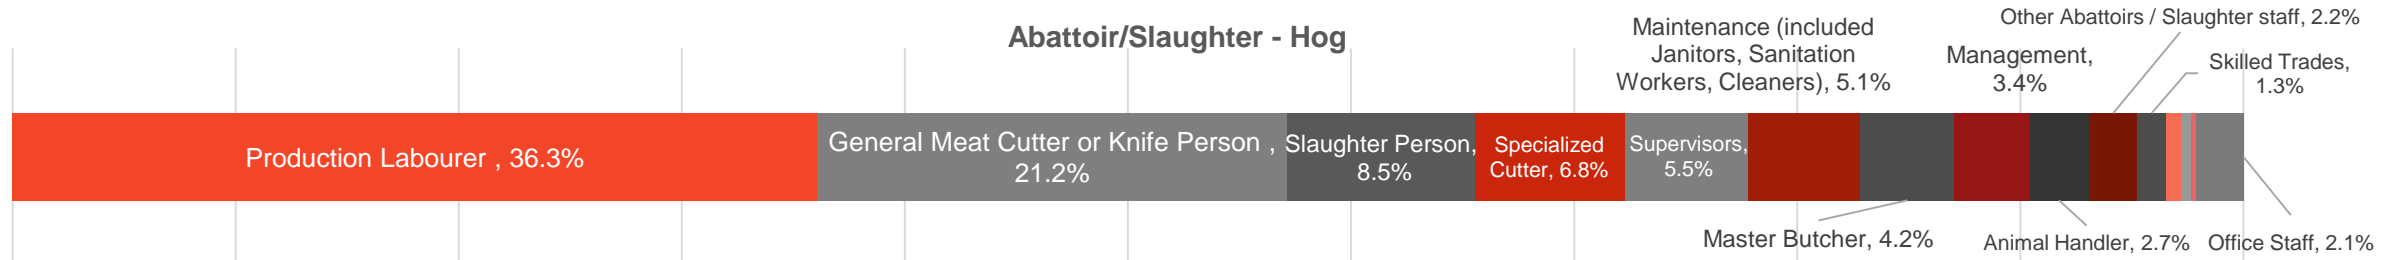 Abattoir/Slaughter - Hog
Production Labourer , 36.3%
General Meat Cutter or Knife Person ,
21.2%
Slaughter Person,
8.5%
Specialized
Cutter, 6.8%
Supervisors,
5.5%
Maintenance (included
Janitors, Sanitation
Workers, Cleaners), 5.1%
Master Butcher, 4.2%
Management,
3.4%
Animal Handler, 2.7%
Other Abattoirs / Slaughter staff, 2.2%
Skilled Trades,
1.3%
Office Staff, 2.1%